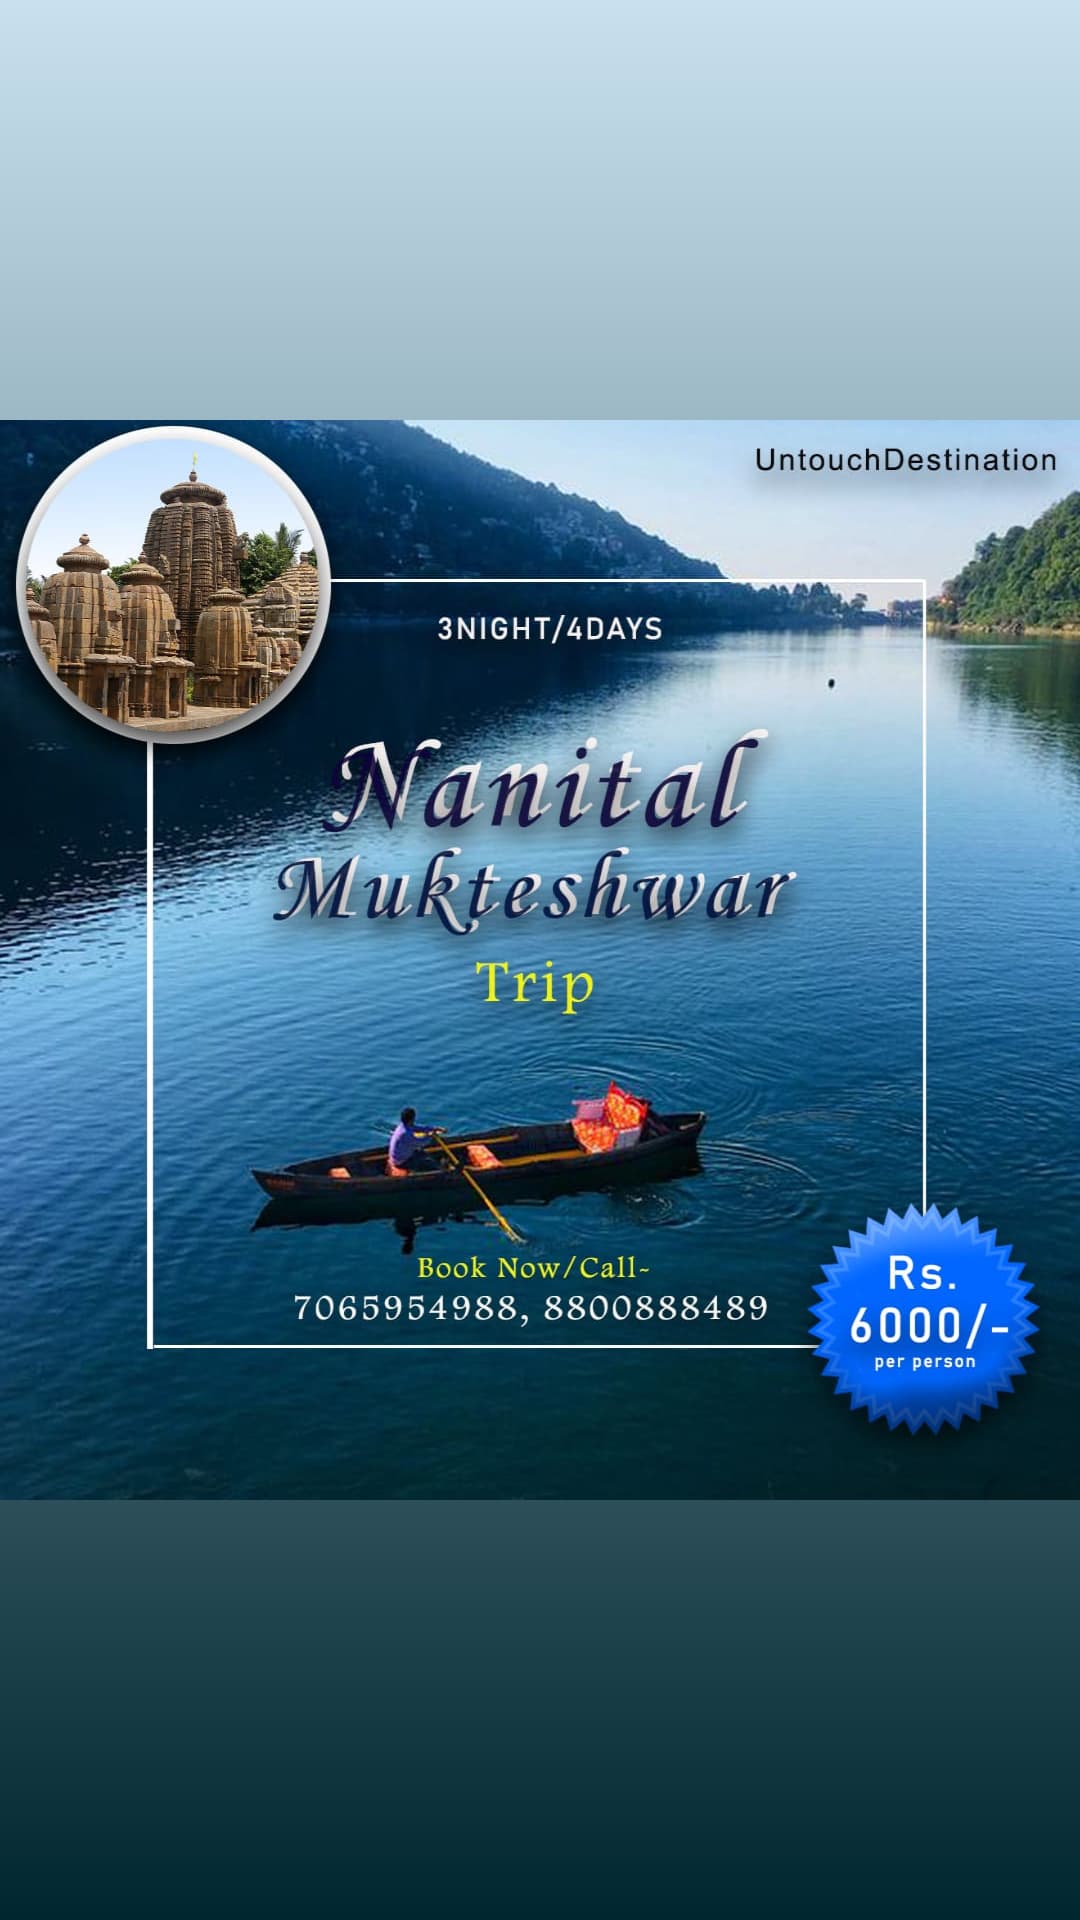 UntouchDestination
3NIGHT/4DAYS
Nanital
Mukteshwar
Trip
Book Now/Call-
7065954988, 8800888489
Rs.
6000/-
per person